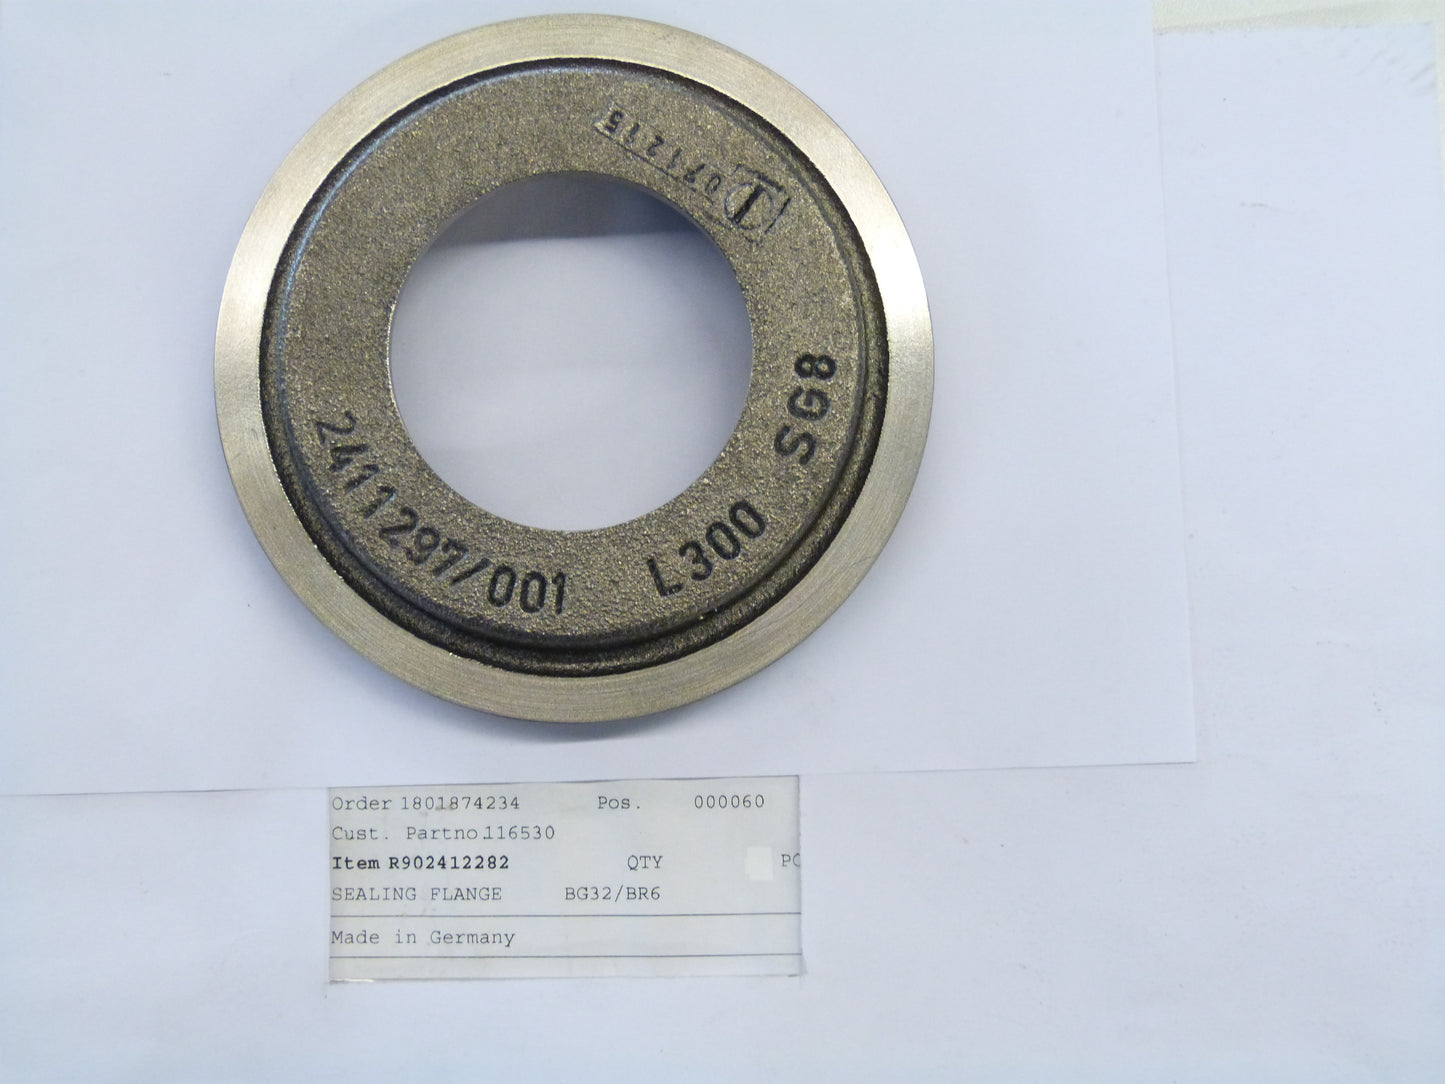 071215
2411297/001 L300 SG8
Order 1801874234 Pos. 000060
Cust. Partno.116530
Item R902412282 QTY PC
SEALING FLANGE BG32/BR6
Made in Germany